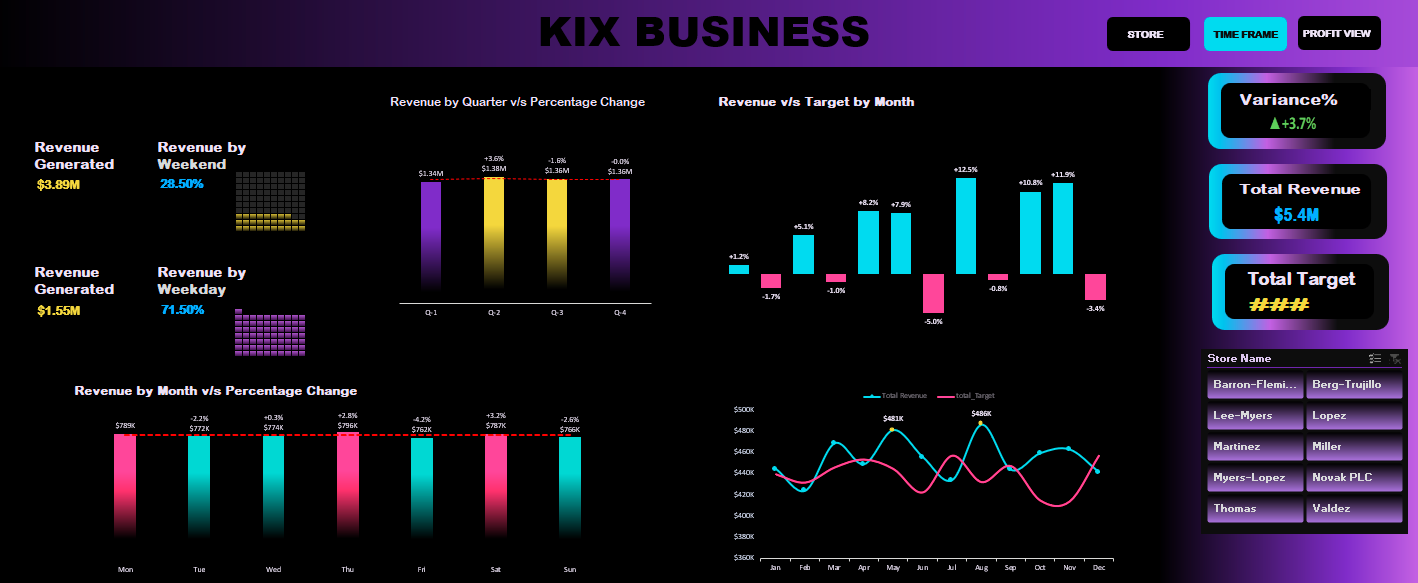 KIX BUSINESS
STORE
TIME FRAME
PROFIT VIEW
Revenue
Generated
$3.89M
Revenue by
Weekend
28.50%
Revenue
Generated
$1.55M
Revenue by
Weekday
71.50%
Revenue by Quarter v/s Percentage Change
+3.6%
-1.6%
-0.0%
$1.34M
$1.38M
$1.36M
$1.36M
Q-1
Q-2
Q-3
Q-4
Revenue v/s Target by Month
+1.2%
-1.7%
+5.1%
-1.0%
+8.2%
+7.9%
-5.0%
+12.5%
-0.8%
+10.8%
+11.9%
-3.4%
Variance%
▲+3.7%
Total Revenue
$5.4M
Total Target
###
Store Name
Barron-Flemi...
Berg-Trujillo
Lee-Myers
Lopez
Martinez
Miller
Myers-Lopez
Novak PLC
Thomas
Valdez
Revenue by Month v/s Percentage Change
-2.2%
+0.3%
+2.8%
-4.2%
+3.2%
-2.6%
$789K
$772K
$774K
$796K
$762K
$787K
$766K
Mon
Tue
Wed
Thu
Fri
Sat
Sun
Total Revenue
total_Target
$500K
$480K
$460K
$440K
$420K
$400K
$380K
$360K
$481K
$486K
Jan
Feb
Mar
Apr
May
Jun
Jul
Aug
Sep
Oct
Nov
Dec